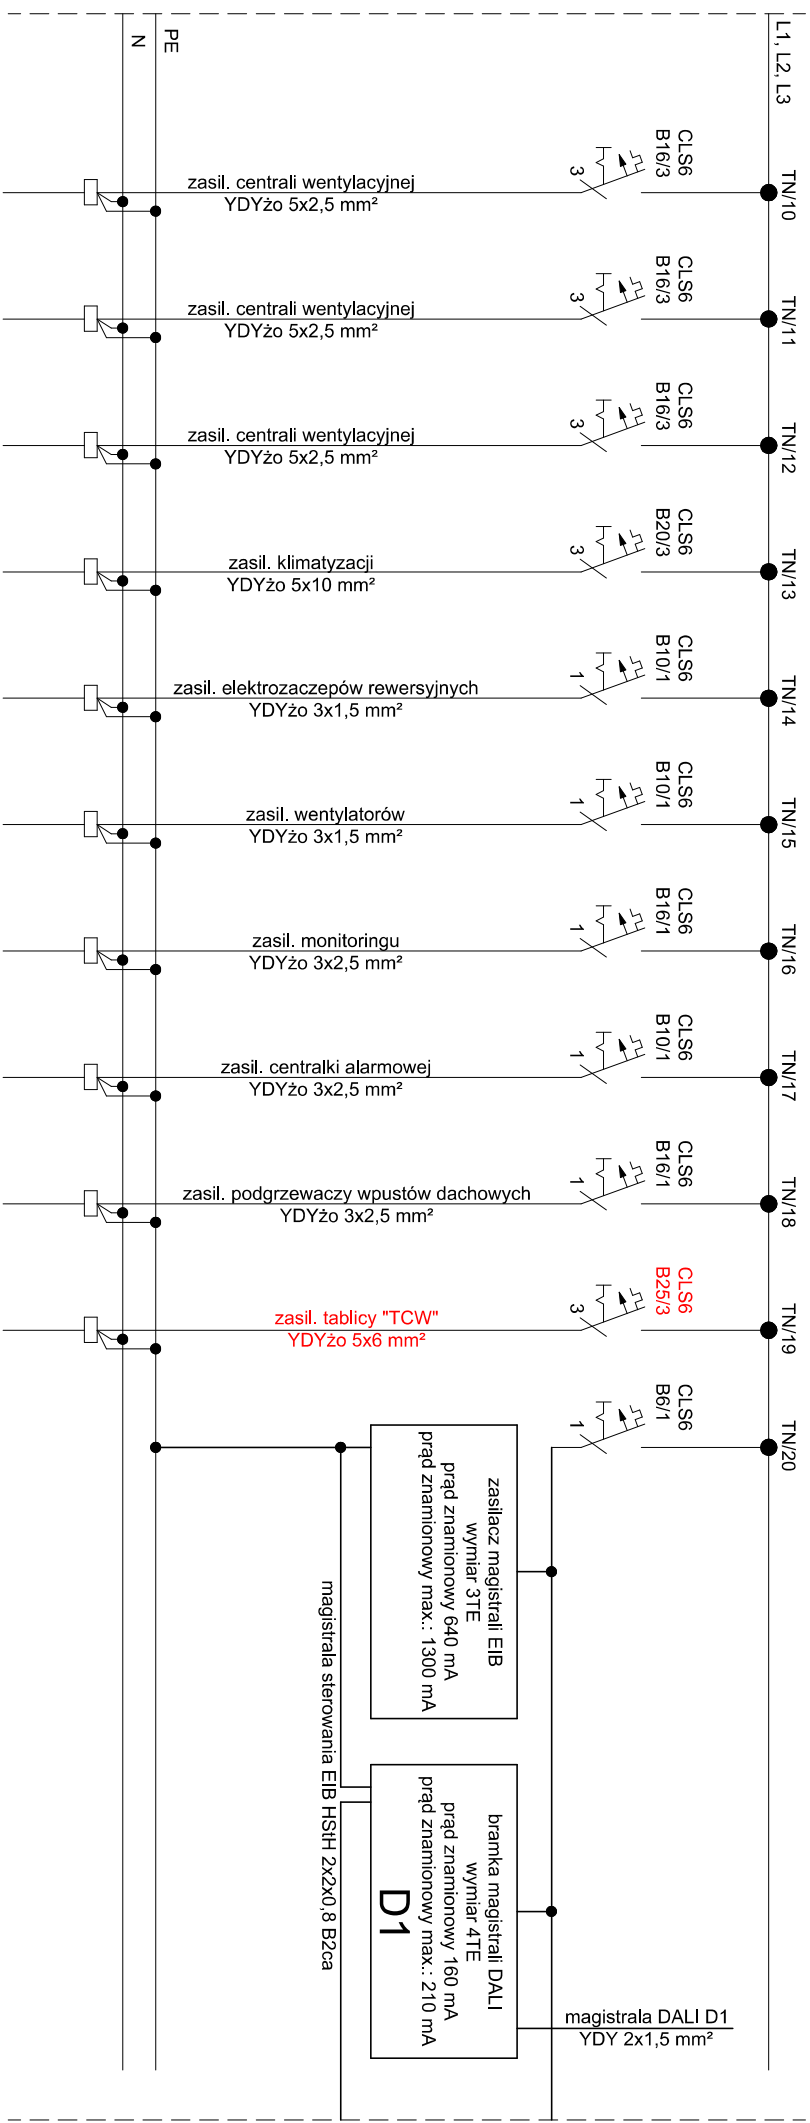 L1, L2, L3
PE
N
TN/10
CLS6
B16/3
3
zasil. centrali wentylacyjnej
YDYżo 5x2,5 mm²
TN/11
CLS6
B16/3
3
zasil. centrali wentylacyjnej
YDYżo 5x2,5 mm²
TN/12
CLS6
B16/3
3
zasil. centrali wentylacyjnej
YDYżo 5x2,5 mm²
TN/13
CLS6
B20/3
3
zasil. klimatyzacji
YDYżo 5x10 mm²
TN/14
CLS6
B10/1
1
zasil. elektrozaczepów rewersyjnych
YDYżo 3x1,5 mm²
TN/15
CLS6
B10/1
1
zasil. wentylatorów
YDYżo 3x1,5 mm²
TN/16
CLS6
B16/1
1
zasil. monitoringu
YDYżo 3x2,5 mm²
TN/17
CLS6
B10/1
1
zasil. centralki alarmowej
YDYżo 3x2,5 mm²
TN/18
CLS6
B16/1
1
zasil. podgrzewaczy wpustów dachowych
YDYżo 3x2,5 mm²
TN/19
CLS6
B25/3
3
zasil. tablicy "TCW"
YDYżo 5x6 mm²
TN/20
CLS6
B6/1
1
zasilacz magistrali EIB
wymiar 3TE
prąd znamionowy 640 mA
prąd znamionowy max.: 1300 mA
magistrala sterowania EIB HStH 2x2x0,8 B2ca
bramka magistrali DALI
wymiar 4TE
prąd znamionowy 160 mA
prąd znamionowy max.: 210 mA
D1
magistrala DALI D1
YDY 2x1,5 mm²